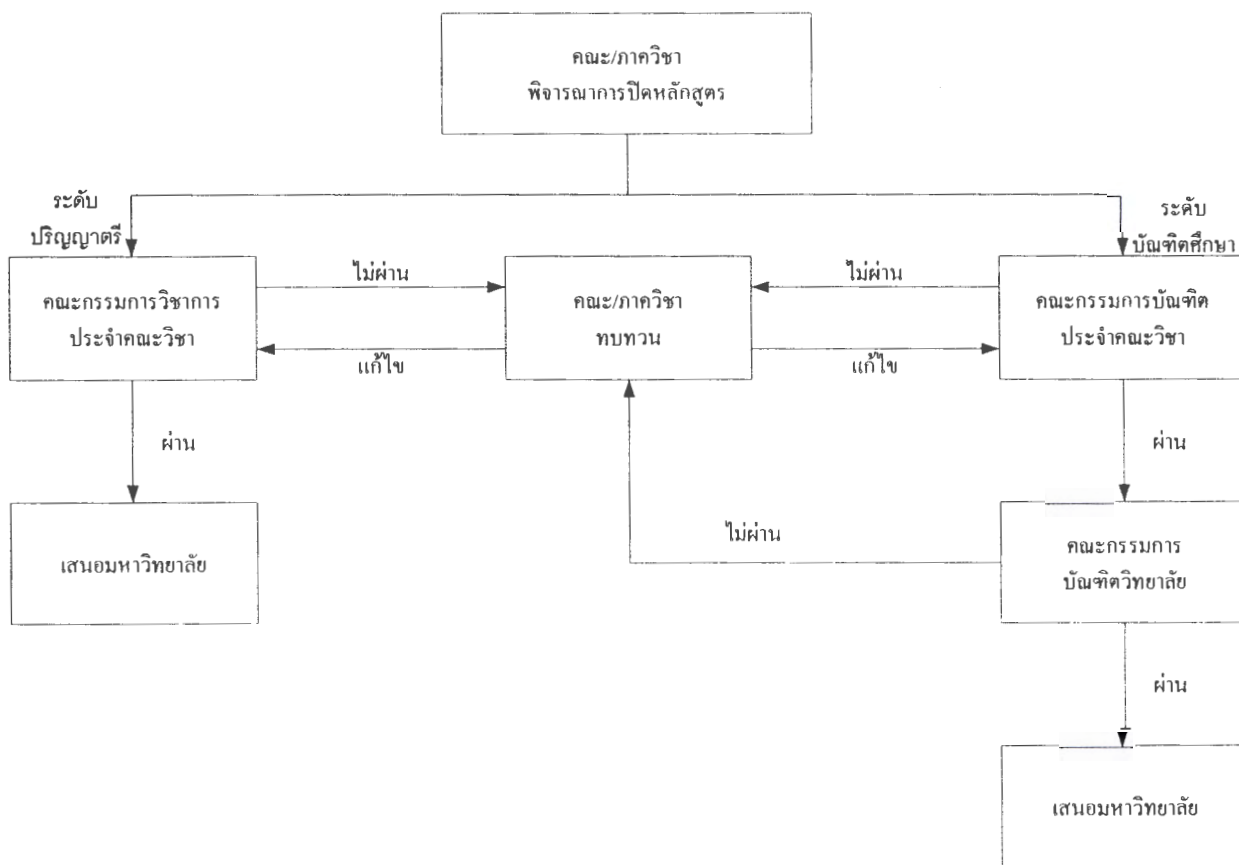 คณะ/ภาควิชา
พิจารณาการปิดหลักสูตร
ระดับ
ปริญญาตรี
ระดับ
บัณฑิตศึกษา
คณะกรรมการวิชาการ
ประจำคณะวิชา
ไม่ผ่าน
แก้ไข
คณะ/ภาควิชา
ทบทวน
ไม่ผ่าน
แก้ไข
คณะกรรมการบัณฑิต
ประจำคณะวิชา
ผ่าน
ผ่าน
เสนอมหาวิทยาลัย
ไม่ผ่าน
คณะกรรมการ
บัณฑิตวิทยาลัย
ผ่าน
เสนอมหาวิทยาลัย